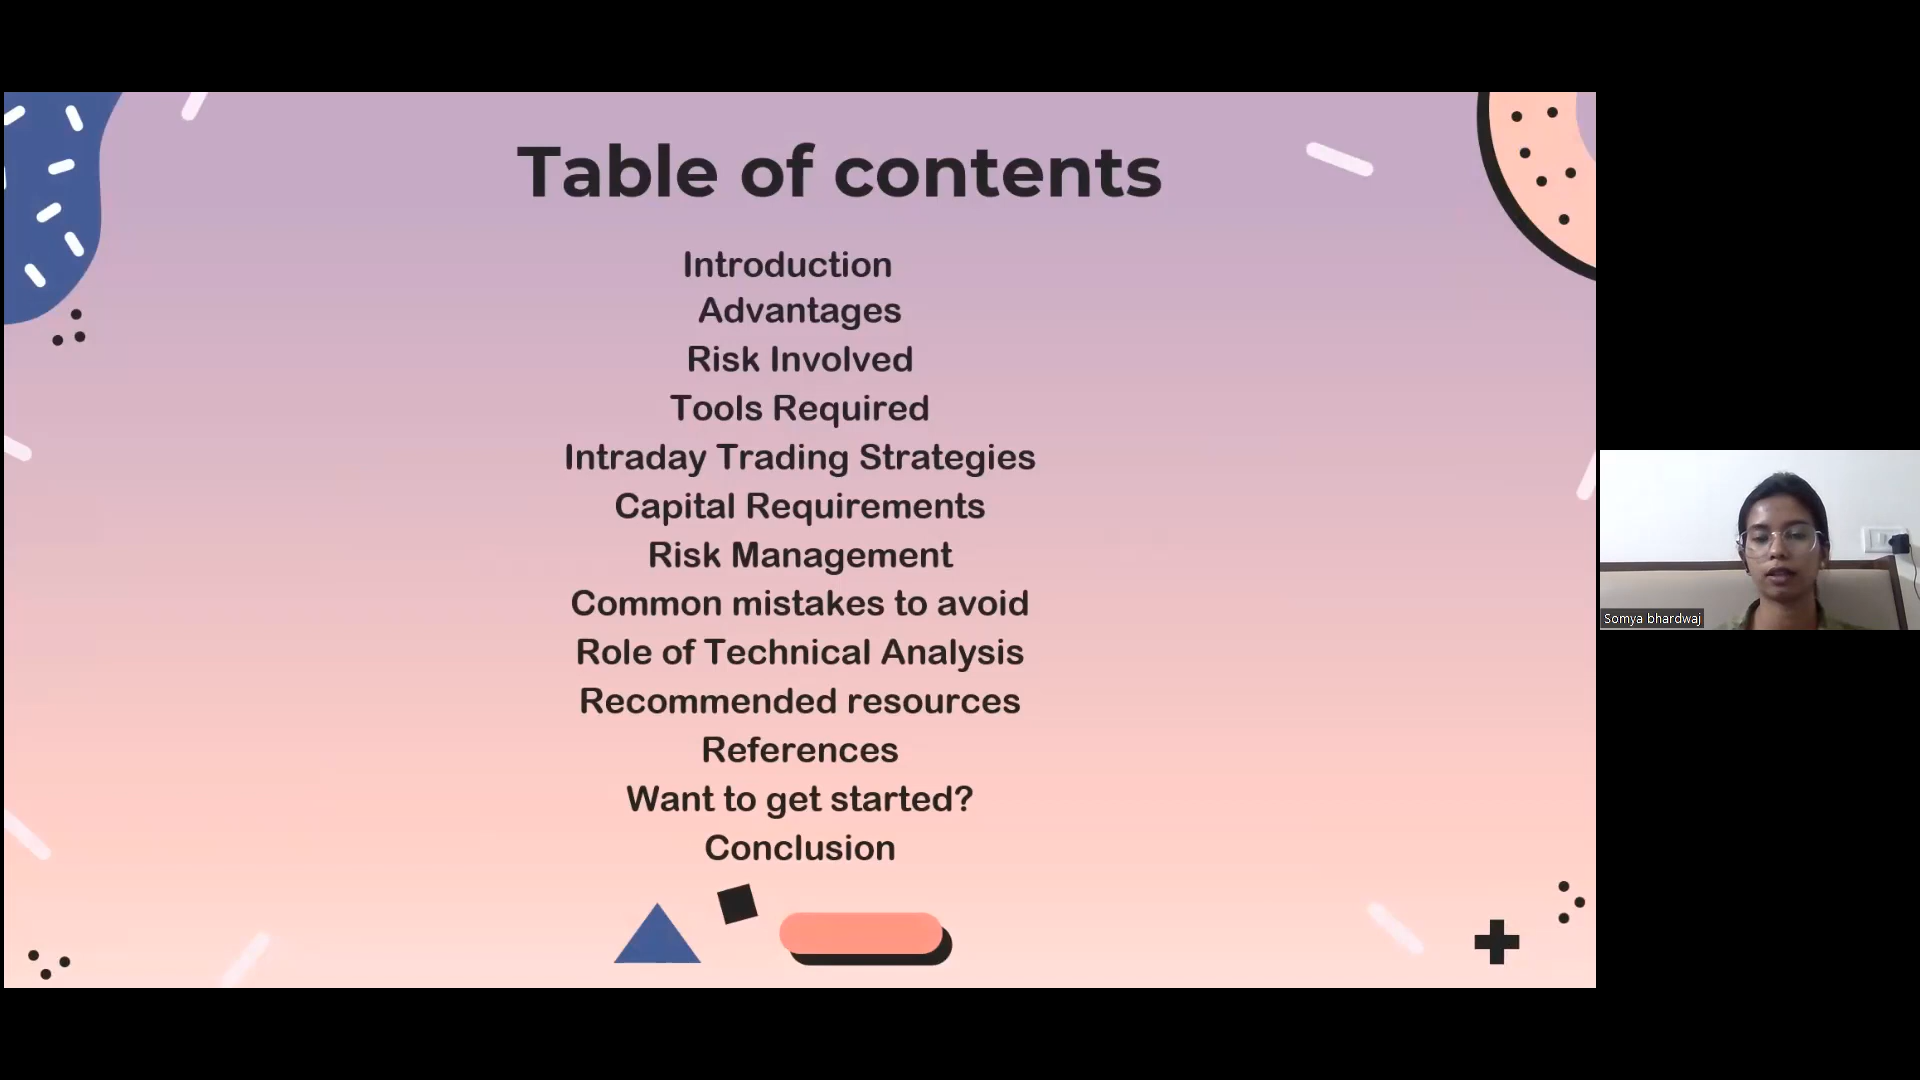 Table of contents
Introduction
Advantages
Risk Involved
Tools Required
Intraday Trading Strategies
Capital Requirements
Risk Management
Common mistakes to avoid
Role of Technical Analysis
Recommended resources
References
Want to get started?
Conclusion
Somya bhardwaj